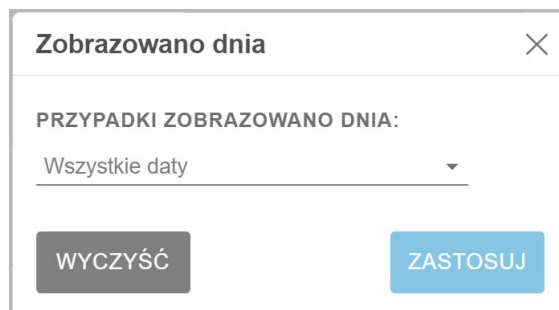 Zobrazowano dnia
PRZYPADKI ZOBRAZOWANO DNIA:
Wszystkie daty
WYCZYŚĆ
ZASTOSUJ